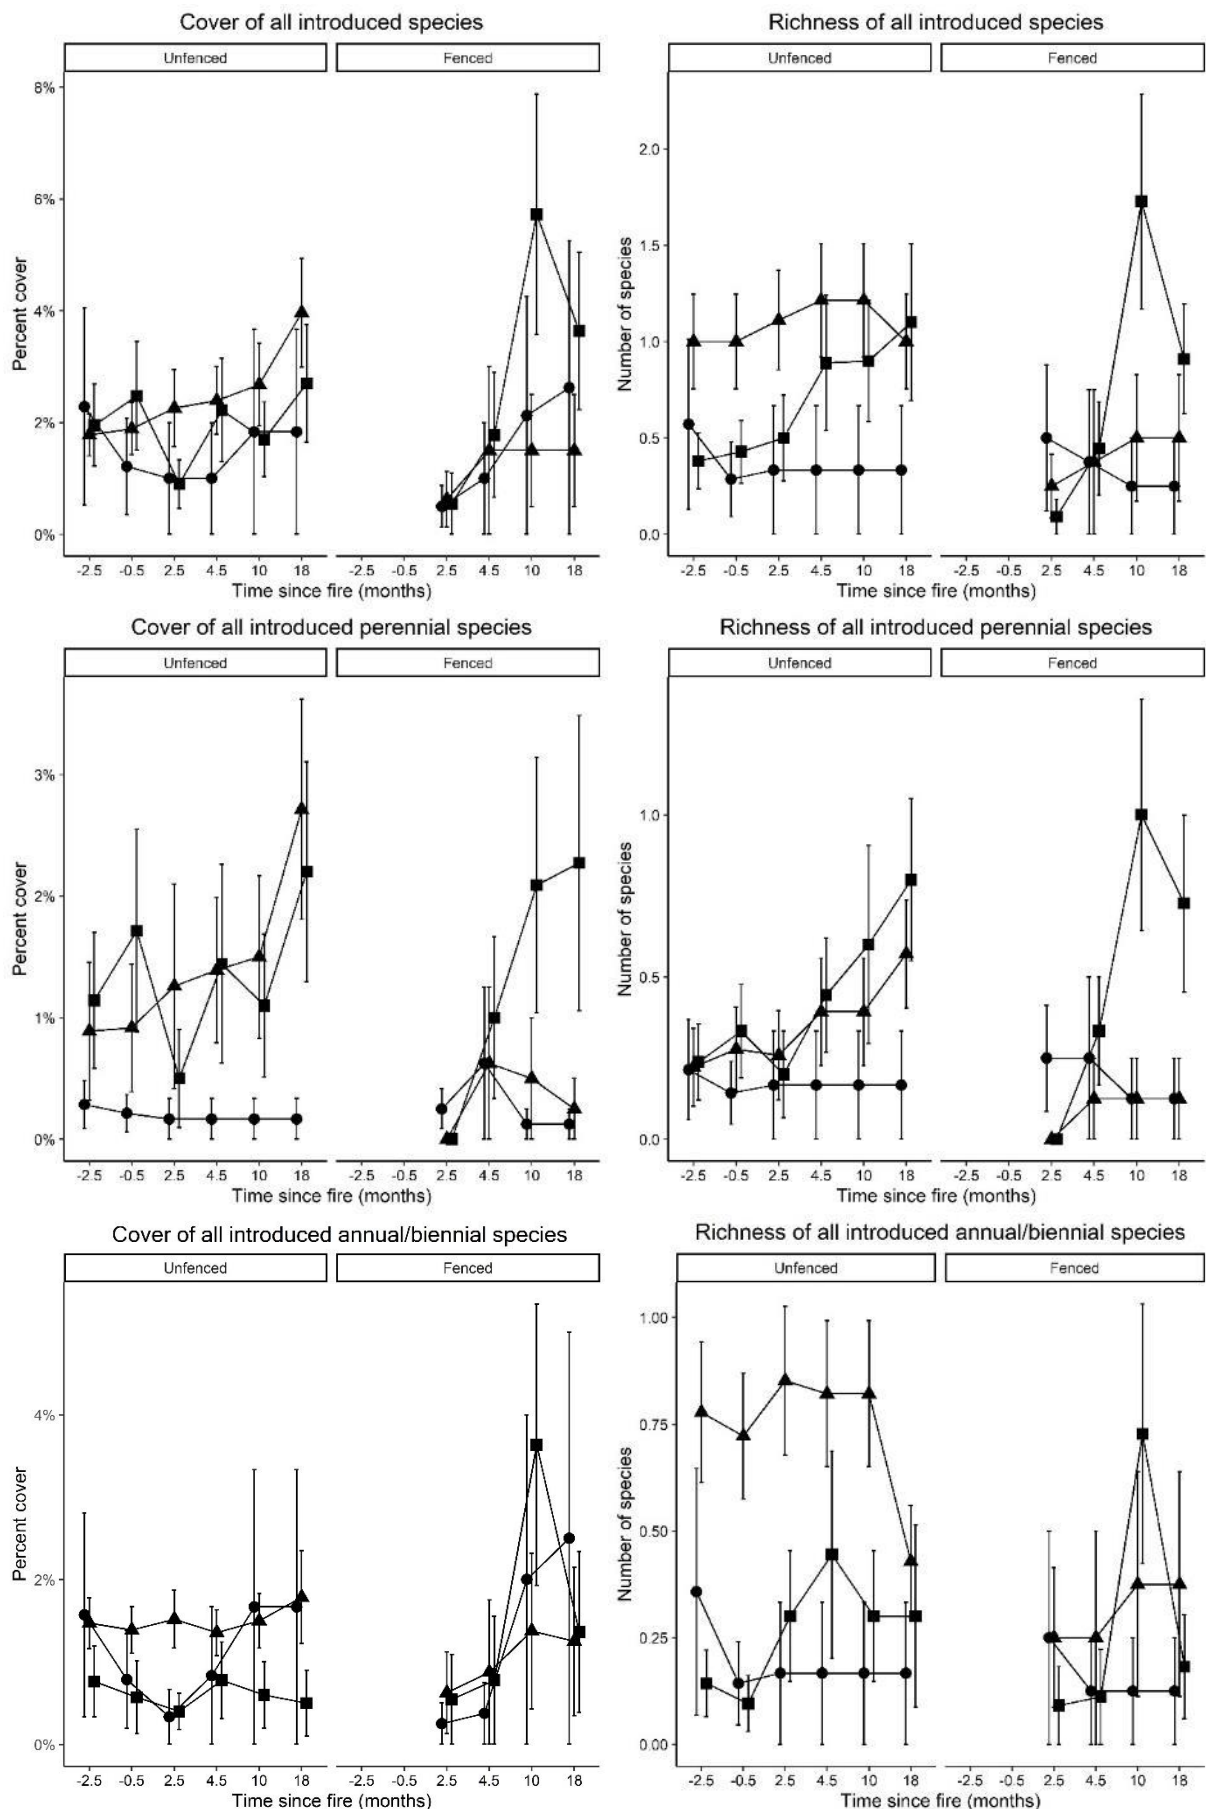 Cover of all introduced species
Unfenced Fenced
8%
6%
4%
2%
0%
Percent cover
-2.5 -0.5 2.5 4.5 10 18 -2.5 -0.5 2.5 4.5 10 18
Time since fire (months)
Richness of all introduced species
Unfenced Fenced
2.0
1.5
1.0
0.5
0.0
Number of species
-2.5 -0.5 2.5 4.5 10 18 -2.5 -0.5 2.5 4.5 10 18
Time since fire (months)
Cover of all introduced perennial species
Unfenced Fenced
3%
2%
1%
0%
Percent cover
-2.5 -0.5 2.5 4.5 10 18 -2.5 -0.5 2.5 4.5 10 18
Time since fire (months)
Richness of all introduced perennial species
Unfenced Fenced
1.0
0.5
0.0
Number of species
-2.5 -0.5 2.5 4.5 10 18 -2.5 -0.5 2.5 4.5 10 18
Time since fire (months)
Cover of all introduced annual/biennial species
Unfenced Fenced
4%
2%
0%
Percent cover
-2.5 -0.5 2.5 4.5 10 18 -2.5 -0.5 2.5 4.5 10 18
Time since fire (months)
Richness of all introduced annual/biennial species
Unfenced Fenced
1.00
0.75
0.50
0.25
0.00
Number of species
-2.5 -0.5 2.5 4.5 10 18 -2.5 -0.5 2.5 4.5 10 18
Time since fire (months)